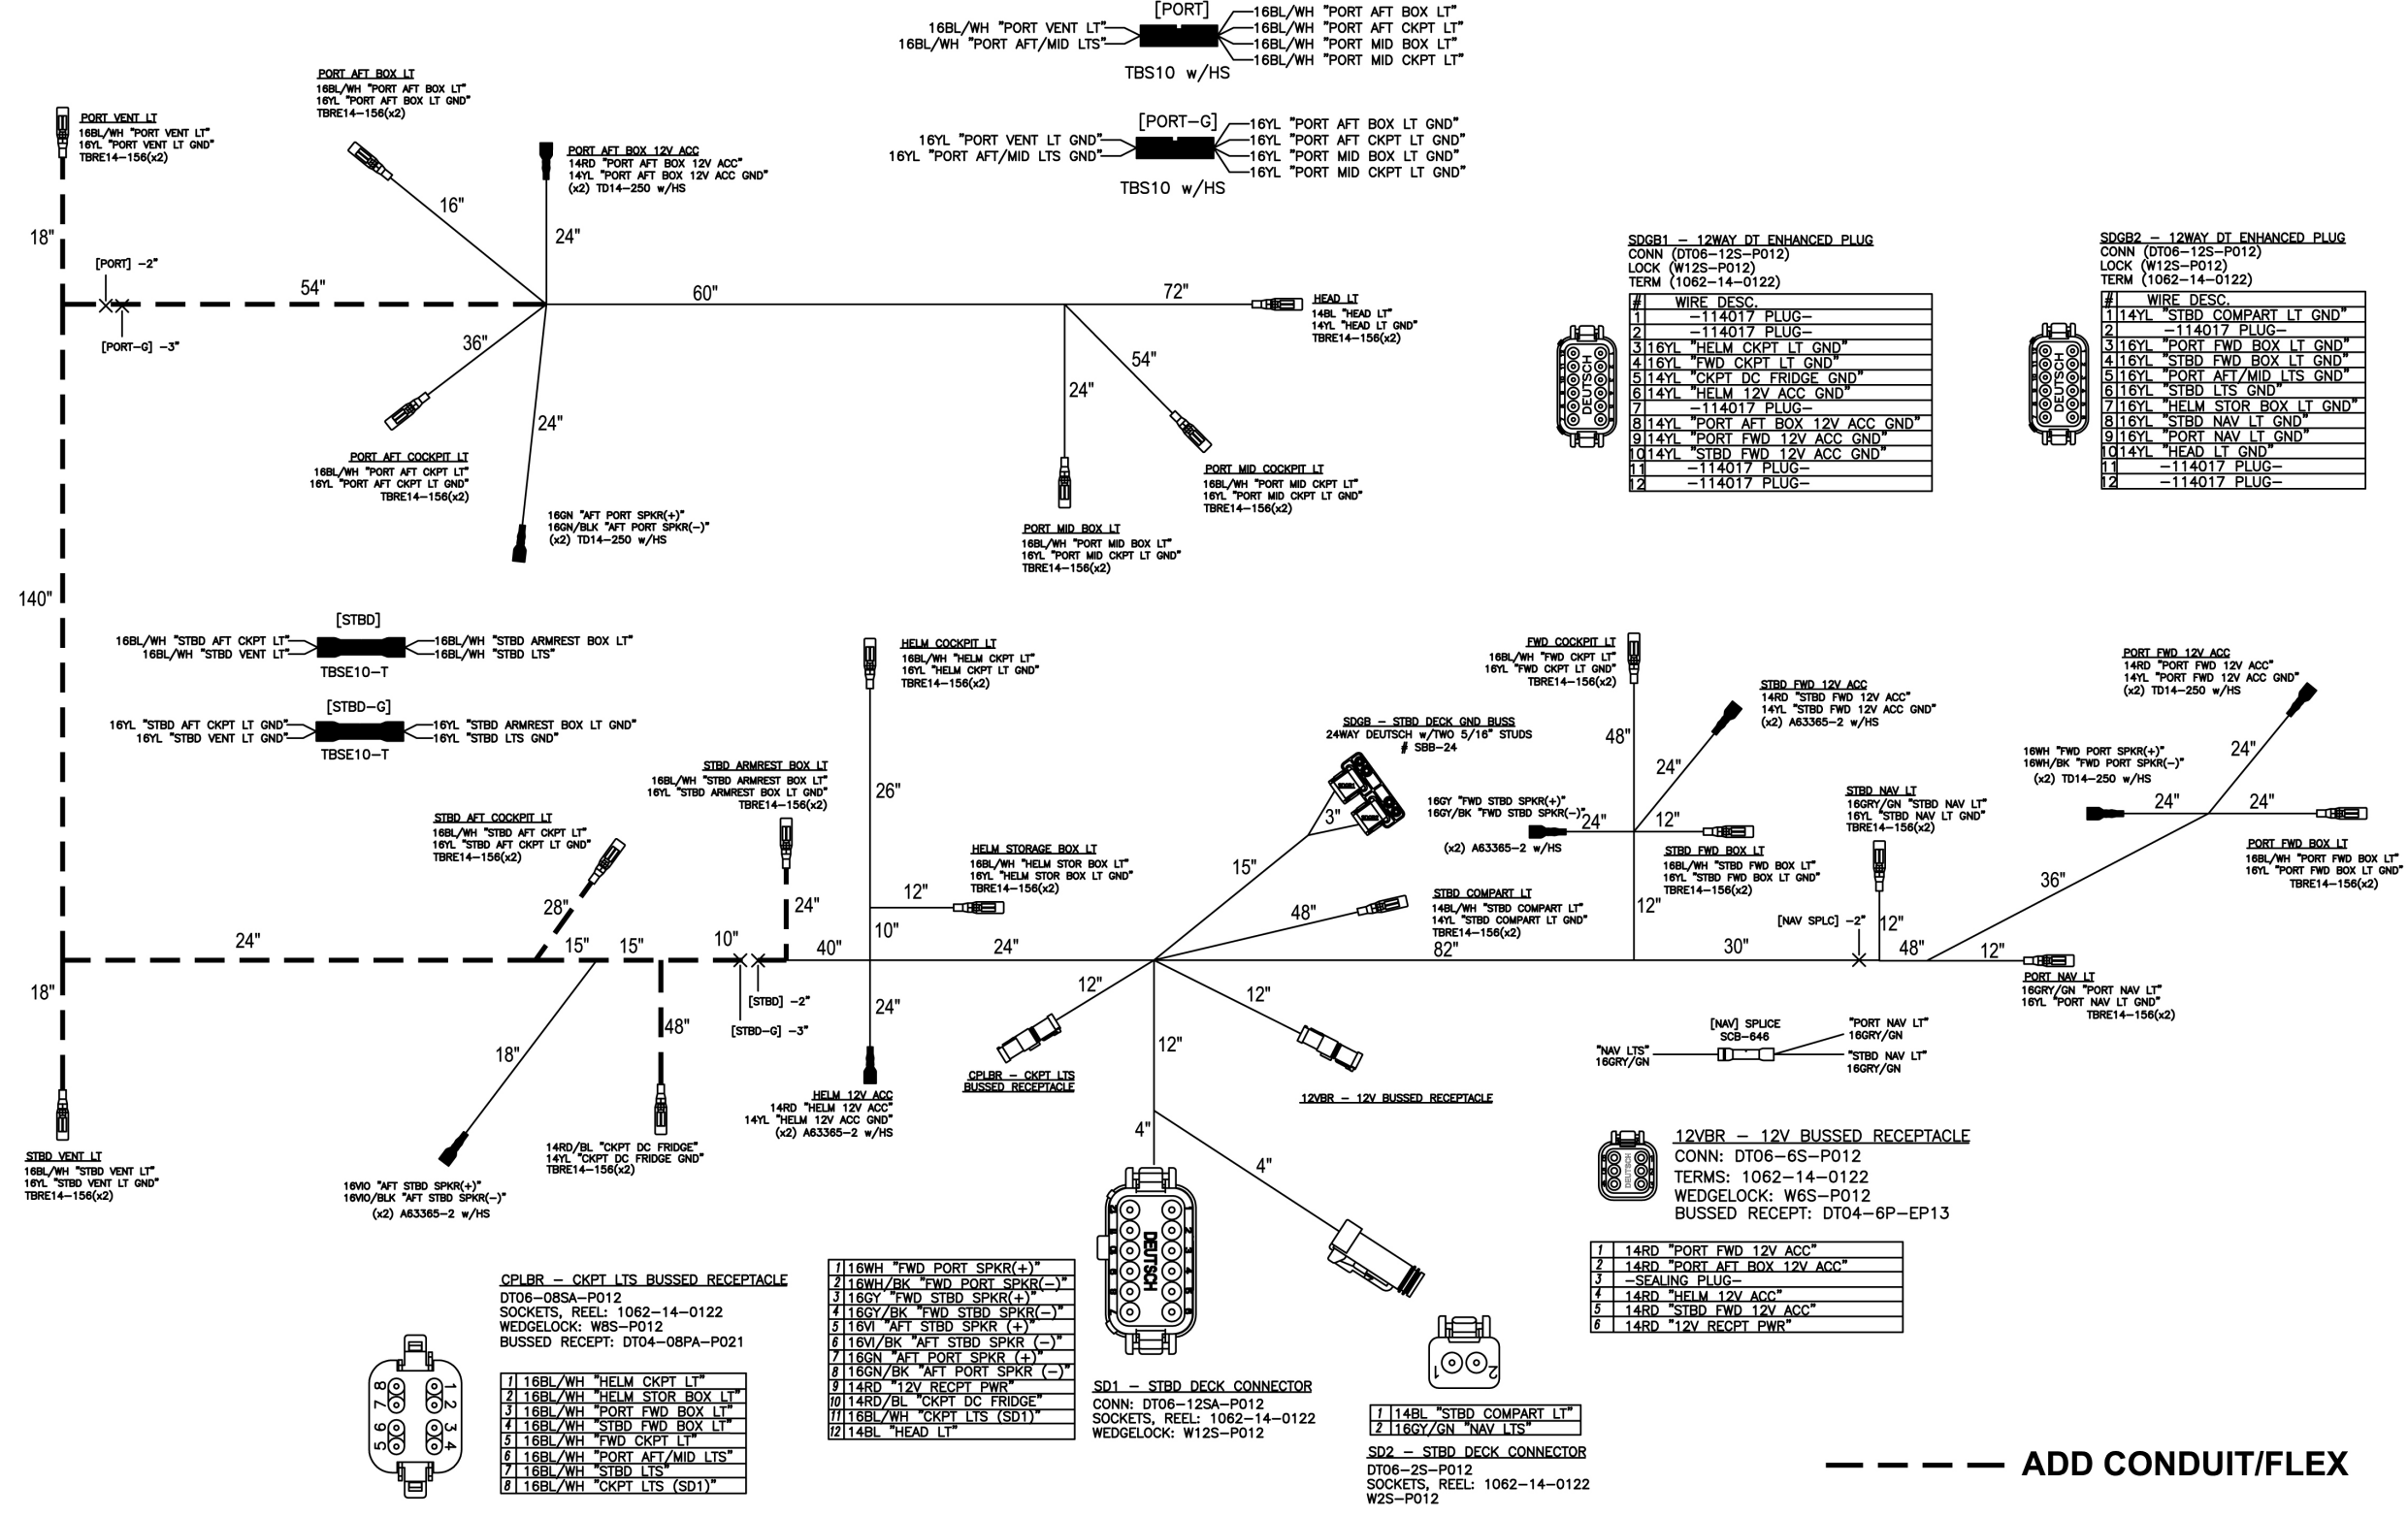 [PORT]
16BL/WH "PORT VENT LT"
16BL/WH "PORT AFT/MID LTS"
16BL/WH "PORT AFT BOX LT"
16BL/WH "PORT AFT CKPT LT"
16BL/WH "PORT MID BOX LT"
16BL/WH "PORT MID CKPT LT"
TBS10 w/HS
[PORT-G]
16YL "PORT VENT LT GND"
16YL "PORT AFT/MID LTS GND"
16YL "PORT AFT BOX LT GND"
16YL "PORT AFT CKPT LT GND"
16YL "PORT MID BOX LT GND"
16YL "PORT MID CKPT LT GND"
TBS10 w/HS
PORT AFT BOX LT
16BL/WH "PORT AFT BOX LT"
16YL "PORT AFT BOX LT GND"
TBRE14-156(x2)
PORT VENT LT
16BL/WH "PORT VENT LT"
16YL "PORT VENT LT GND"
TBRE14-156(x2)
PORT AFT BOX 12V ACC
14RD "PORT AFT BOX 12V ACC"
14YL "PORT AFT BOX 12V ACC GND"
(x2) TD14-250 w/HS
16"
24"
18"
[PORT] -2"
54"
60"
72"
[PORT-G] -3"
HEAD LT
14BL "HEAD LT"
14YL "HEAD LT GND"
TBRE14-156(x2)
36"
24"
24"
54"
PORT AFT COCKPIT LT
16BL/WH "PORT AFT CKPT LT"
16YL "PORT AFT CKPT LT GND"
TBRE14-156(x2)
16GN "AFT PORT SPKR(+)"
16GN/BLK "AFT PORT SPKR(-)"
(x2) TD14-250 w/HS
PORT MID BOX LT
16BL/WH "PORT MID BOX LT"
16YL "PORT MID CKPT LT GND"
TBRE14-156(x2)
PORT MID COCKPIT LT
16BL/WH "PORT MID CKPT LT"
16YL "PORT MID CKPT LT GND"
TBRE14-156(x2)
SDGB1 - 12WAY DT ENHANCED PLUG
CONN (DT06-12S-P012)
LOCK (W12S-P012)
TERM (1062-14-0122)
# WIRE DESC.
1 -114017 PLUG-
2 -114017 PLUG-
3 16YL "HELM CKPT LT GND"
4 16YL "FWD CKPT LT GND"
5 14YL "CKPT DC FRIDGE GND"
6 14YL "HELM 12V ACC GND"
7 -114017 PLUG-
8 14YL "PORT AFT BOX 12V ACC GND"
9 14YL "PORT FWD 12V ACC GND"
10 14YL "STBD FWD 12V ACC GND"
11 -114017 PLUG-
12 -114017 PLUG-
DEUTSCH
SDGB2 - 12WAY DT ENHANCED PLUG
CONN (DT06-12S-P012)
LOCK (W12S-P012)
TERM (1062-14-0122)
# WIRE DESC.
1 14YL "STBD COMPART LT GND"
2 -114017 PLUG-
3 16YL "PORT FWD BOX LT GND"
4 16YL "STBD FWD BOX LT GND"
5 16YL "PORT AFT/MID LTS GND"
6 16YL "STBD LTS GND"
7 16YL "HELM STOR BOX LT GND"
8 16YL "STBD NAV LT GND"
9 16YL "PORT NAV LT GND"
10 14YL "HEAD LT GND"
11 -114017 PLUG-
12 -114017 PLUG-
DEUTSCH
140"
[STBD]
16BL/WH "STBD AFT CKPT LT"
16BL/WH "STBD VENT LT"
16BL/WH "STBD ARMREST BOX LT"
16BL/WH "STBD LTS"
TBSE10-T
[STBD-G]
16YL "STBD AFT CKPT LT GND"
16YL "STBD VENT LT GND"
16YL "STBD ARMREST BOX LT GND"
16YL "STBD LTS GND"
TBSE10-T
STBD ARMREST BOX LT
16BL/WH "STBD ARMREST BOX LT"
16YL "STBD ARMREST BOX LT GND"
TBRE14-156(x2)
STBD AFT COCKPIT LT
16BL/WH "STBD AFT CKPT LT"
16YL "STBD AFT CKPT LT GND"
TBRE14-156(x2)
HELM COCKPIT LT
16BL/WH "HELM CKPT LT"
16YL "HELM CKPT LT GND"
TBRE14-156(x2)
26"
HELM STORAGE BOX LT
16BL/WH "HELM STOR BOX LT"
16YL "HELM STOR BOX LT GND"
TBRE14-156(x2)
12"
10"
24"
28"
24"
15"
15"
10"
40"
24"
18"
[STBD] -2"
[STBD-G] -3"
48"
18"
24"
STBD VENT LT
16BL/WH "STBD VENT LT"
16YL "STBD VENT LT GND"
TBRE14-156(x2)
16VIO "AFT STBD SPKR(+)"
16VIO/BLK "AFT STBD SPKR(-)"
(x2) A63365-2 w/HS
14RD/BL "CKPT DC FRIDGE"
14YL "CKPT DC FRIDGE GND"
TBRE14-156(x2)
HELM 12V ACC
14RD "HELM 12V ACC"
14YL "HELM 12V ACC GND"
(x2) A63365-2 w/HS
SDGB - STBD DECK GND BUSS
24WAY DEUTSCH w/TWO 5/16" STUDS
# SBB-24
3"
15"
48"
STBD COMPART LT
14BL/WH "STBD COMPART LT"
14YL "STBD COMPART LT GND"
TBRE14-156(x2)
82"
12"
12"
12"
4"
4"
CPLBR - CKPT LTS
BUSSED RECEPTACLE
12VBR - 12V BUSSED RECEPTACLE
FWD COCKPIT LT
16BL/WH "FWD CKPT LT"
16YL "FWD CKPT LT GND"
TBRE14-156(x2)
48"
STBD FWD 12V ACC
14RD "STBD FWD 12V ACC"
14YL "STBD FWD 12V ACC GND"
(x2) A63365-2 w/HS
24"
16GY "FWD STBD SPKR(+)"
16GY/BK "FWD STBD SPKR(-)"
(x2) A63365-2 w/HS
24"
12"
STBD FWD BOX LT
16BL/WH "STBD FWD BOX LT"
16YL "STBD FWD BOX LT GND"
TBRE14-156(x2)
12"
30"
STBD NAV LT
16GRY/GN "STBD NAV LT"
16YL "STBD NAV LT GND"
TBRE14-156(x2)
[NAV SPLC] -2"
12"
48"
12"
36"
PORT FWD 12V ACC
14RD "PORT FWD 12V ACC"
14YL "PORT FWD 12V ACC GND"
(x2) TD14-250 w/HS
16WH "FWD PORT SPKR(+)"
16WH/BK "FWD PORT SPKR(-)"
(x2) TD14-250 w/HS
24"
24"
24"
PORT FWD BOX LT
16BL/WH "PORT FWD BOX LT"
16YL "PORT FWD BOX LT GND"
TBRE14-156(x2)
PORT NAV LT
16GRY/GN "PORT NAV LT"
16YL "PORT NAV LT GND"
TBRE14-156(x2)
[NAV] SPLICE
SCB-646
"NAV LTS"
16GRY/GN
"PORT NAV LT"
16GRY/GN
"STBD NAV LT"
16GRY/GN
12VBR - 12V BUSSED RECEPTACLE
CONN: DT06-6S-P012
TERMS: 1062-14-0122
WEDGELOCK: W6S-P012
BUSSED RECEPT: DT04-6P-EP13
DEUTSCH
1 14RD "PORT FWD 12V ACC"
2 14RD "PORT AFT BOX 12V ACC"
3 -SEALING PLUG-
4 14RD "HELM 12V ACC"
5 14RD "STBD FWD 12V ACC"
6 14RD "12V RECPT PWR"
CPLBR - CKPT LTS BUSSED RECEPTACLE
DT06-08SA-P012
SOCKETS, REEL: 1062-14-0122
WEDGELOCK: W8S-P012
BUSSED RECEPT: DT04-08PA-P021
8 1
7 2
6 3
5 4
1 16BL/WH "HELM CKPT LT"
2 16BL/WH "HELM STOR BOX LT"
3 16BL/WH "PORT FWD BOX LT"
4 16BL/WH "STBD FWD BOX LT"
5 16BL/WH "FWD CKPT LT"
6 16BL/WH "PORT AFT/MID LTS"
7 16BL/WH "STBD LTS"
8 16BL/WH "CKPT LTS (SD1)"
1 16WH "FWD PORT SPKR(+)"
2 16WH/BK "FWD PORT SPKR(-)"
3 16GY "FWD STBD SPKR(+)"
4 16GY/BK "FWD STBD SPKR(-)"
5 16VI "AFT STBD SPKR (+)"
6 16VI/BK "AFT STBD SPKR (-)"
7 16GN "AFT PORT SPKR (+)"
8 16GN/BK "AFT PORT SPKR (-)"
9 14RD "12V RECPT PWR"
10 14RD/BL "CKPT DC FRIDGE"
11 16BL/WH "CKPT LTS (SD1)"
12 14BL "HEAD LT"
DEUTSCH
SD1 - STBD DECK CONNECTOR
CONN: DT06-12SA-P012
SOCKETS, REEL: 1062-14-0122
WEDGELOCK: W12S-P012
1 2
1 14BL "STBD COMPART LT"
2 16GY/GN "NAV LTS"
SD2 - STBD DECK CONNECTOR
DT06-2S-P012
SOCKETS, REEL: 1062-14-0122
W2S-P012
ADD CONDUIT/FLEX